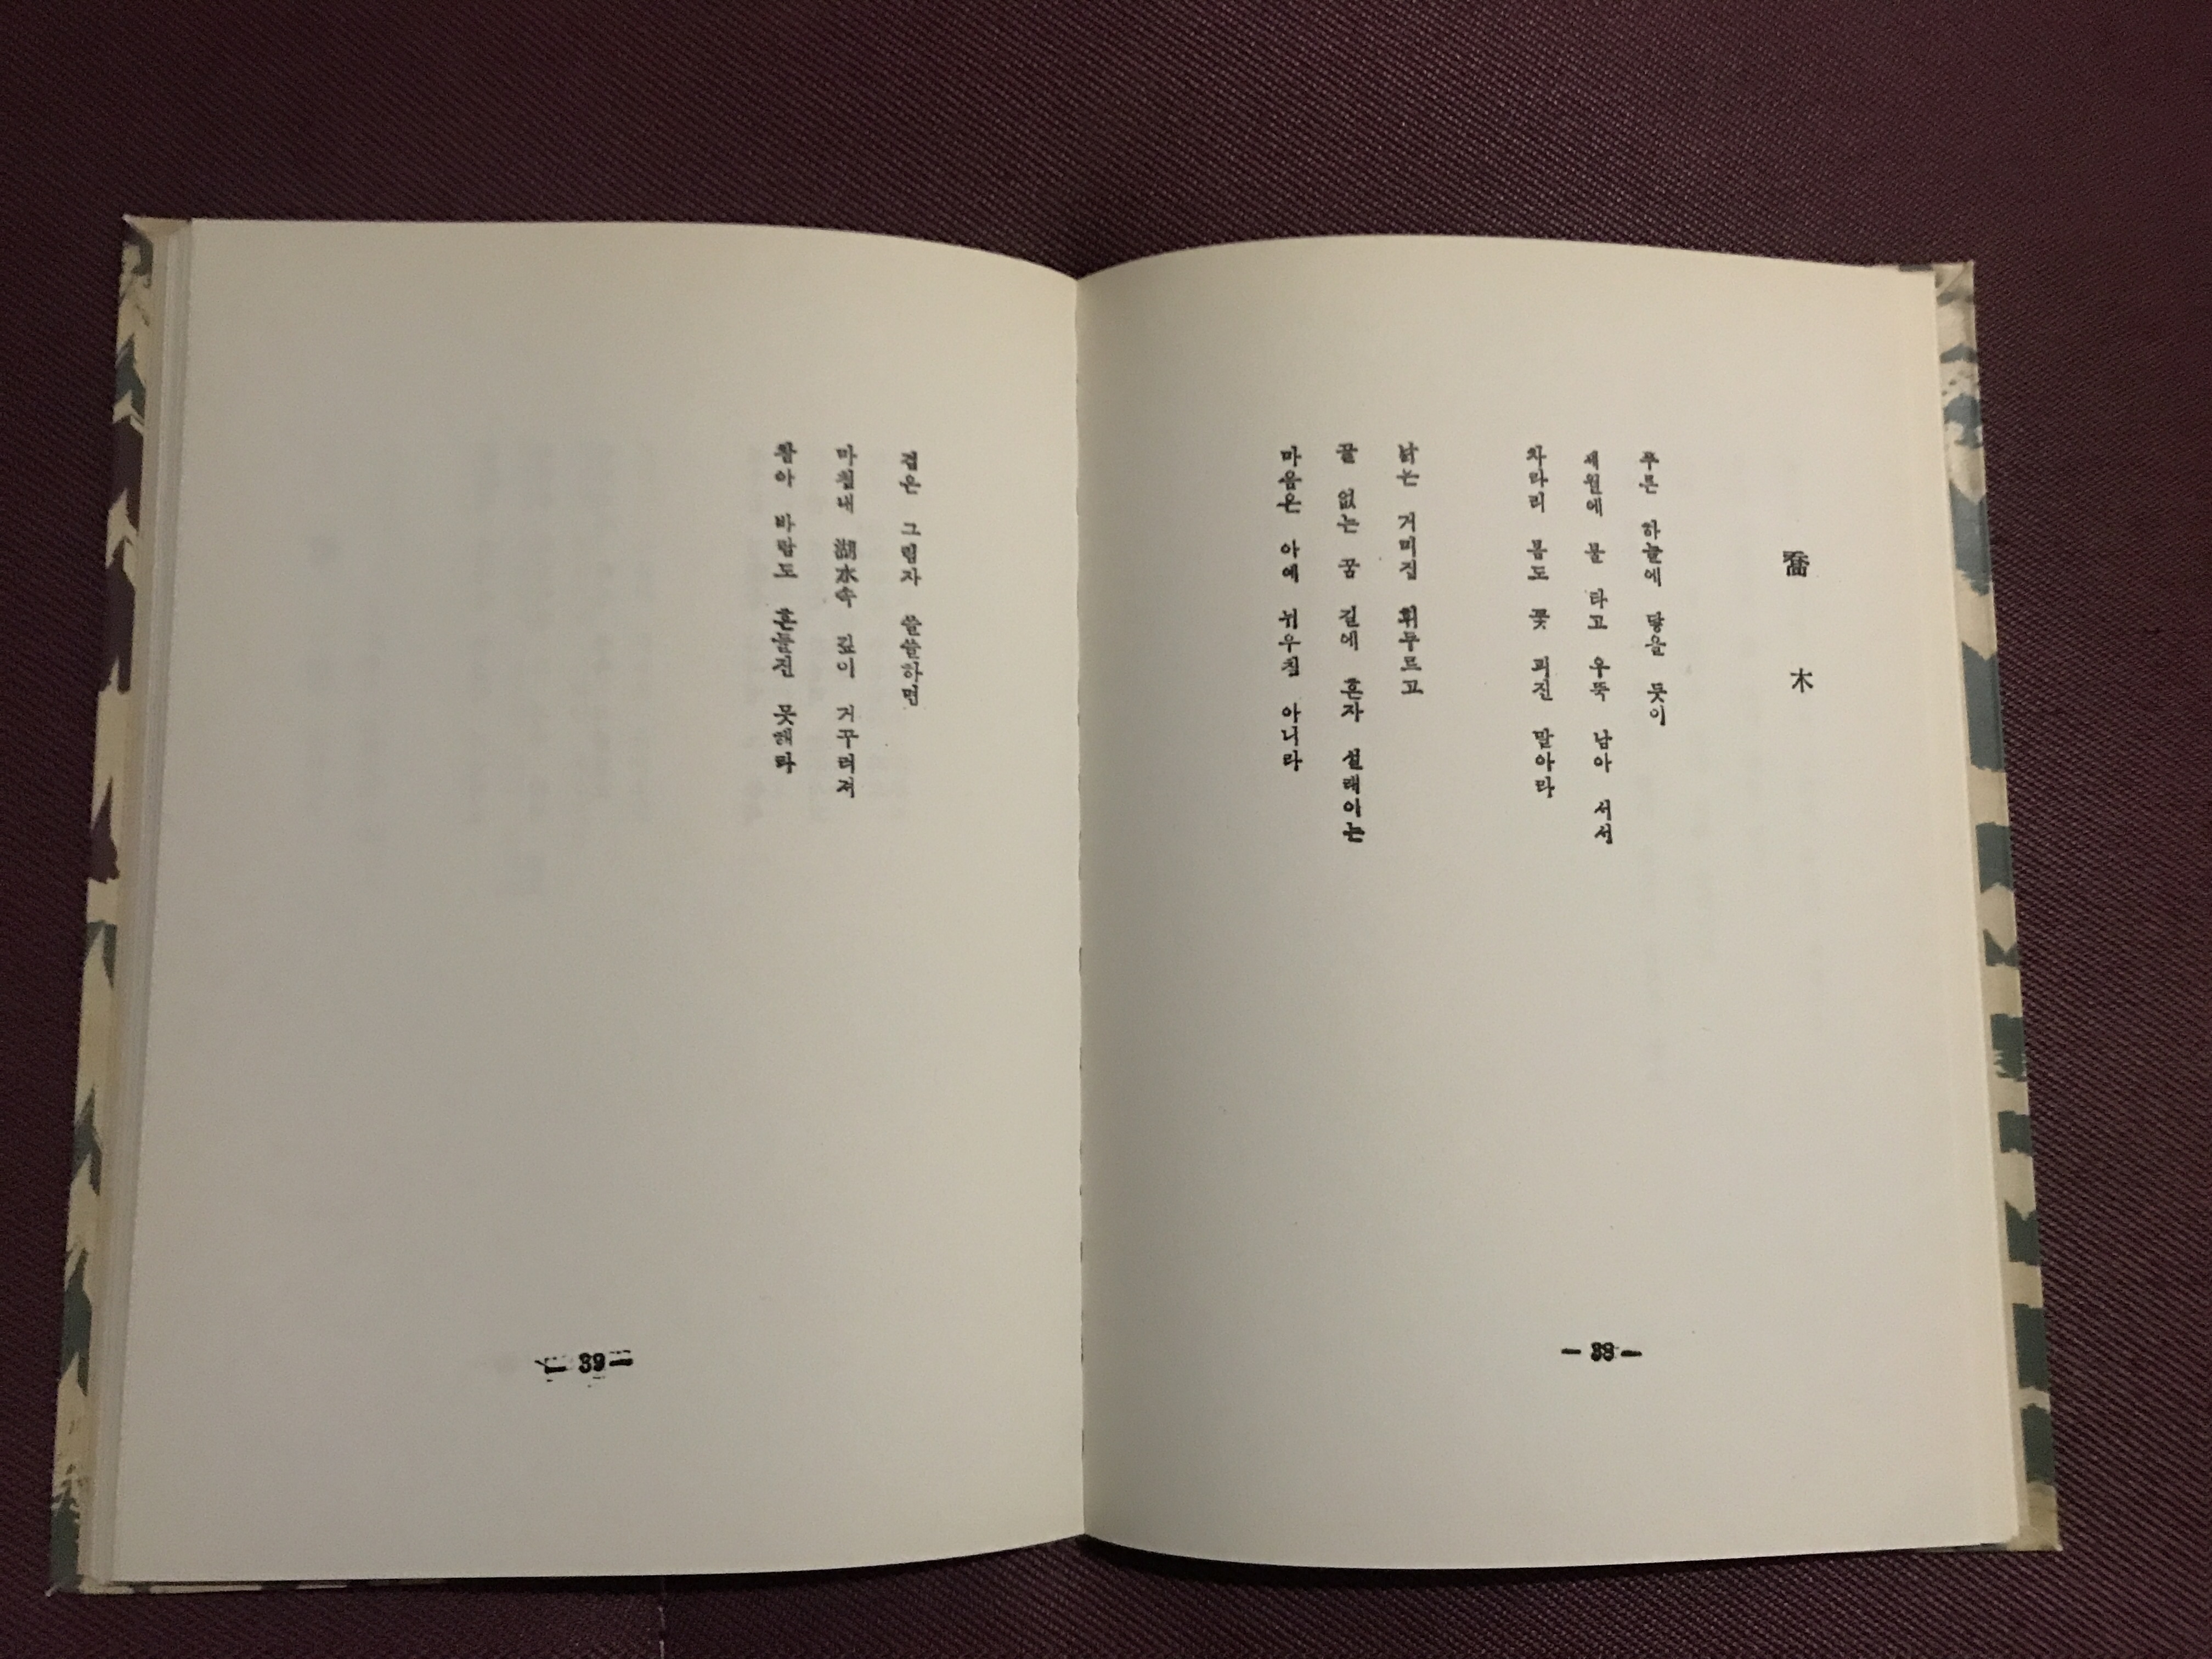 喬木
푸른 하늘에 닿을 듯이
세월에 불 타고 우뚝 남아 서서
차라리 봄도 꽃 피진 말아라
낡은 거미집 휘두르고
끝 없는 꿈 길에 혼자 설레이는
마음은 아예 뉘우침 아니라
— 38 —
검은 그림자 쓸쓸하면
마침내 湖水속 깊이 거꾸러져
참아 바람도 흔들진 못해라
— 39 —